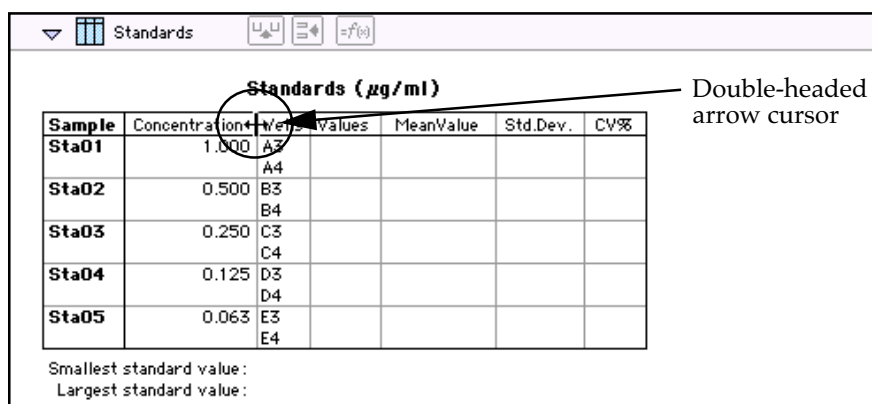 Standards
=f(x)
Standards (µg/ml)
Double-headed
arrow cursor
Sample Concentration Wells Values MeanValue Std.Dev. CV%
Sta01 1.000 A3
A4
Sta02 0.500 B3
B4
Sta03 0.250 C3
C4
Sta04 0.125 D3
D4
Sta05 0.063 E3
E4
Smallest standard value:
Largest standard value: